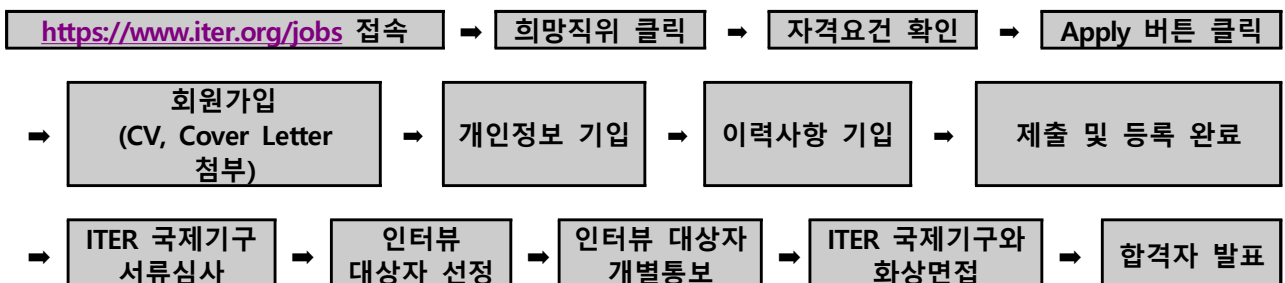 https://www.iter.org/jobs 접속 ➡ 희망직위 클릭 ➡ 자격요건 확인 ➡ Apply 버튼 클릭
➡ 회원가입
(CV, Cover Letter
첨부) ➡ 개인정보 기입 ➡ 이력사항 기입 ➡ 제출 및 등록 완료
➡ ITER 국제기구
서류심사 ➡ 인터뷰
대상자 선정 ➡ 인터뷰 대상자
개별통보 ➡ ITER 국제기구와
화상면접 ➡ 합격자 발표